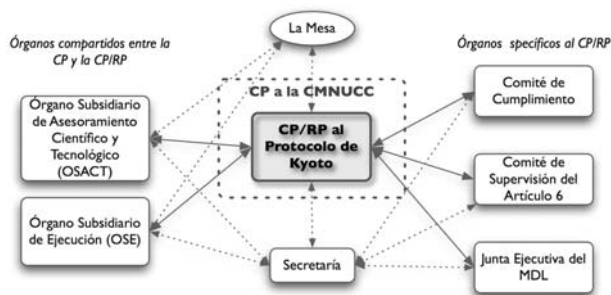 La Mesa
Órganos compartidos entre la
CP y la CP/RP
Órganos específicos al CP/RP
CP a la CMNUCC
Órgano Subsidiario
de Asesoramiento
Científico y
Tecnológico (OSACT)
CP/RP al
Protocolo de
Kyoto
Comité de
Cumplimiento
Comité de
Supervisión del
Artículo 6
Órgano Subsidiario
de Ejecución (OSE)
Secretaría
Junta Ejecutiva del
MDL